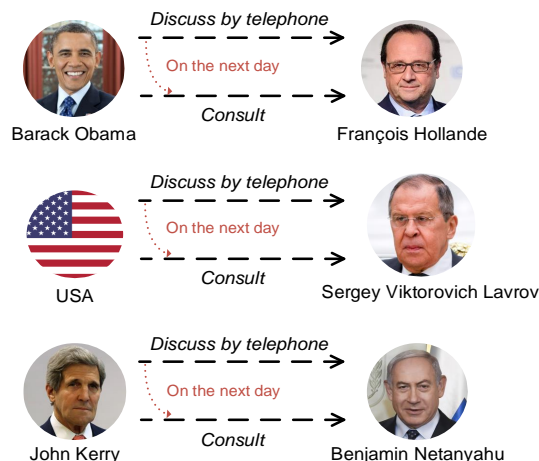 Discuss by telephone
On the next day
Consult
Barack Obama
François Hollande
Discuss by telephone
On the next day
Consult
USA
Sergey Viktorovich Lavrov
Discuss by telephone
On the next day
Consult
John Kerry
Benjamin Netanyahu